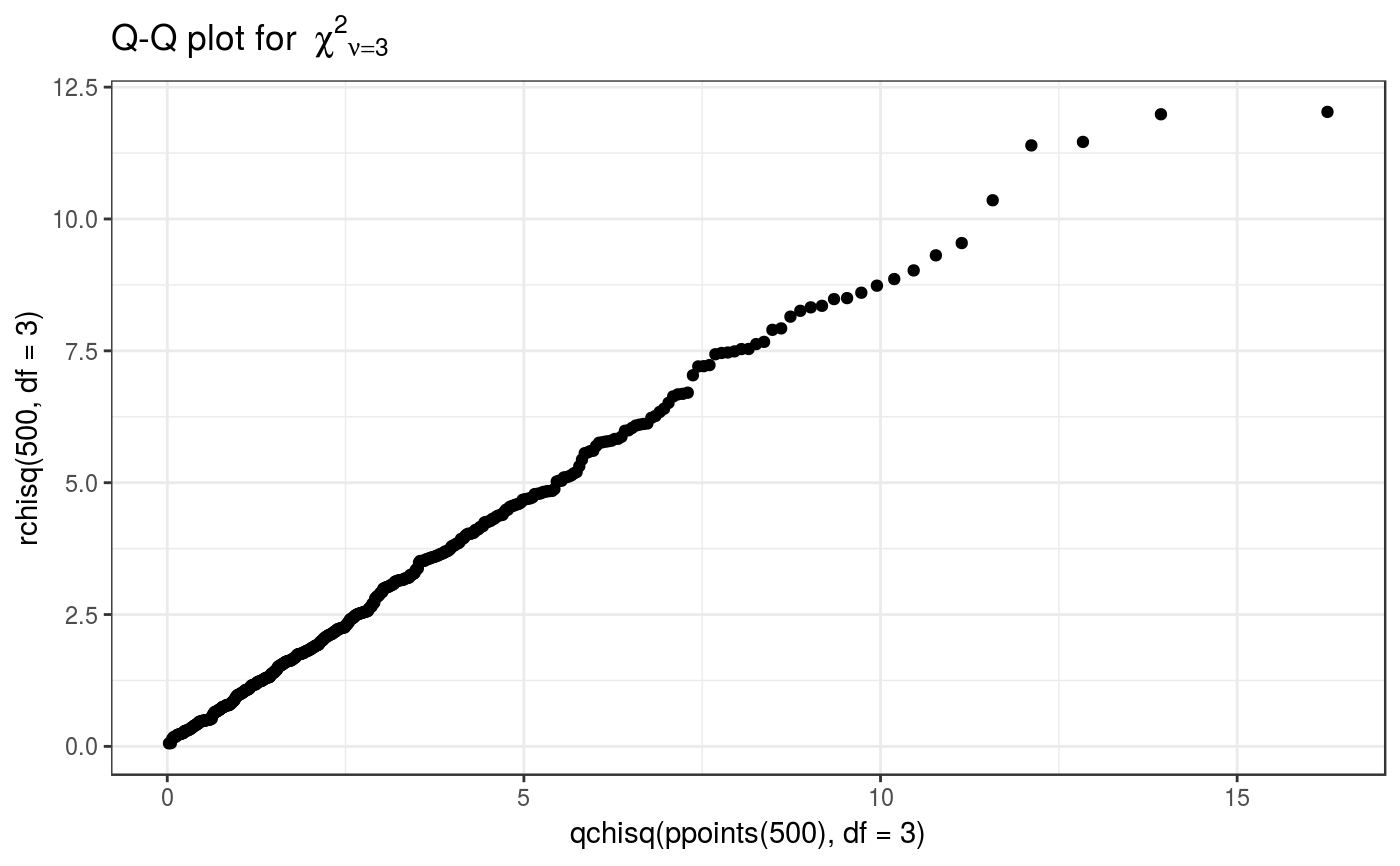 Q-Q plot for χ²ᵥ₌₃
12.5
10.0
7.5
5.0
2.5
0.0
rchisq(500, df = 3)
0 5 10 15
qchisq(ppoints(500), df = 3)